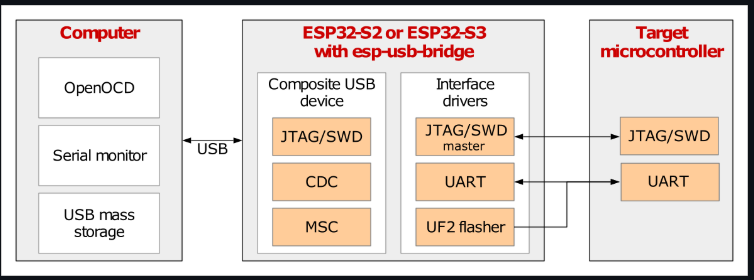 Computer
OpenOCD
Serial monitor
USB mass
storage
USB
ESP32-S2 or ESP32-S3
with esp-usb-bridge
Composite USB
device
JTAG/SWD
CDC
MSC
Interface
drivers
JTAG/SWD
master
UART
UF2 flasher
Target
microcontroller
JTAG/SWD
UART